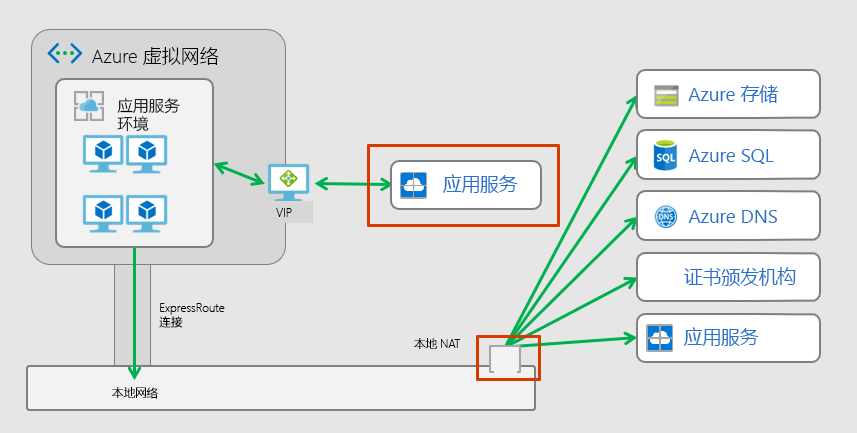 Azure 虚拟网络
应用服务
环境
VIP
应用服务
ExpressRoute
连接
本地网络
本地 NAT
Azure 存储
SQL
Azure SQL
DNS
Azure DNS
证书颁发机构
应用服务